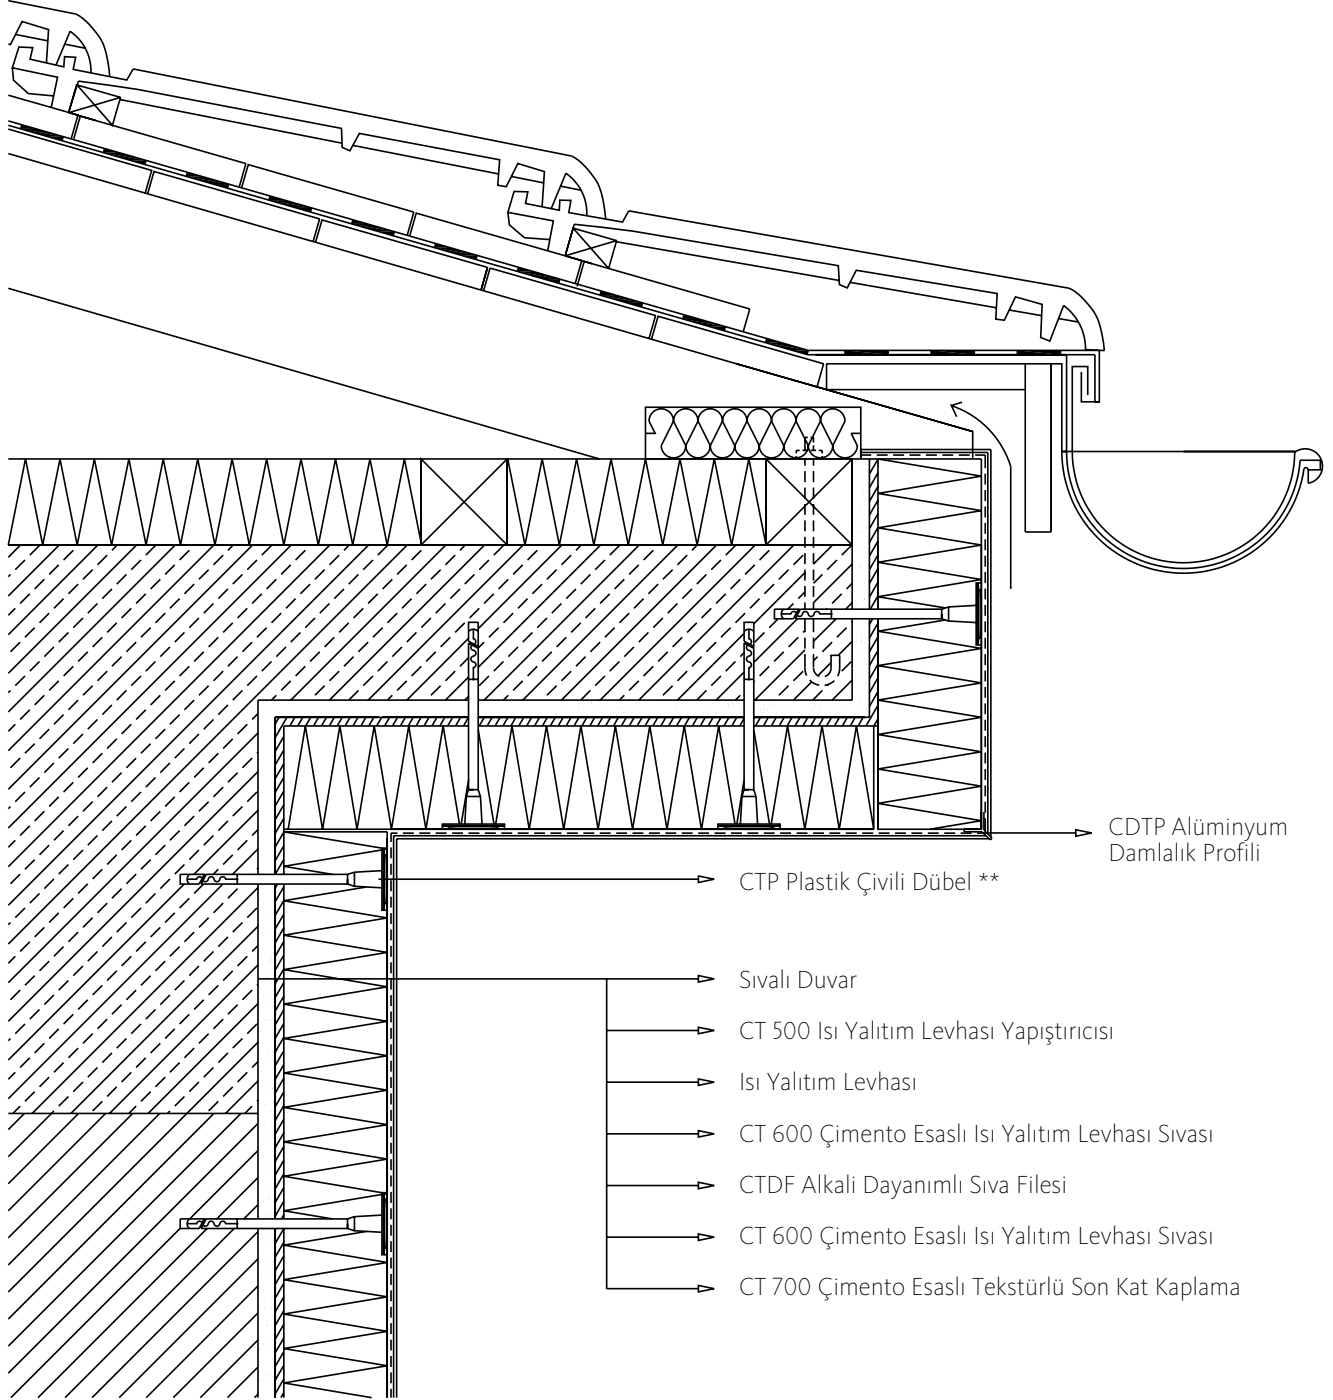 CDTP Alüminyum
Damlalık Profili
CTP Plastik Çivili Dübel **
Sıvalı Duvar
CT 500 Isı Yalıtım Levhası Yapıştırıcısı
Isı Yalıtım Levhası
CT 600 Çimento Esaslı Isı Yalıtım Levhası Sıvası
CTDF Alkali Dayanımlı Sıva Filesi
CT 600 Çimento Esaslı Isı Yalıtım Levhası Sıvası
CT 700 Çimento Esaslı Tekstürlü Son Kat Kaplama